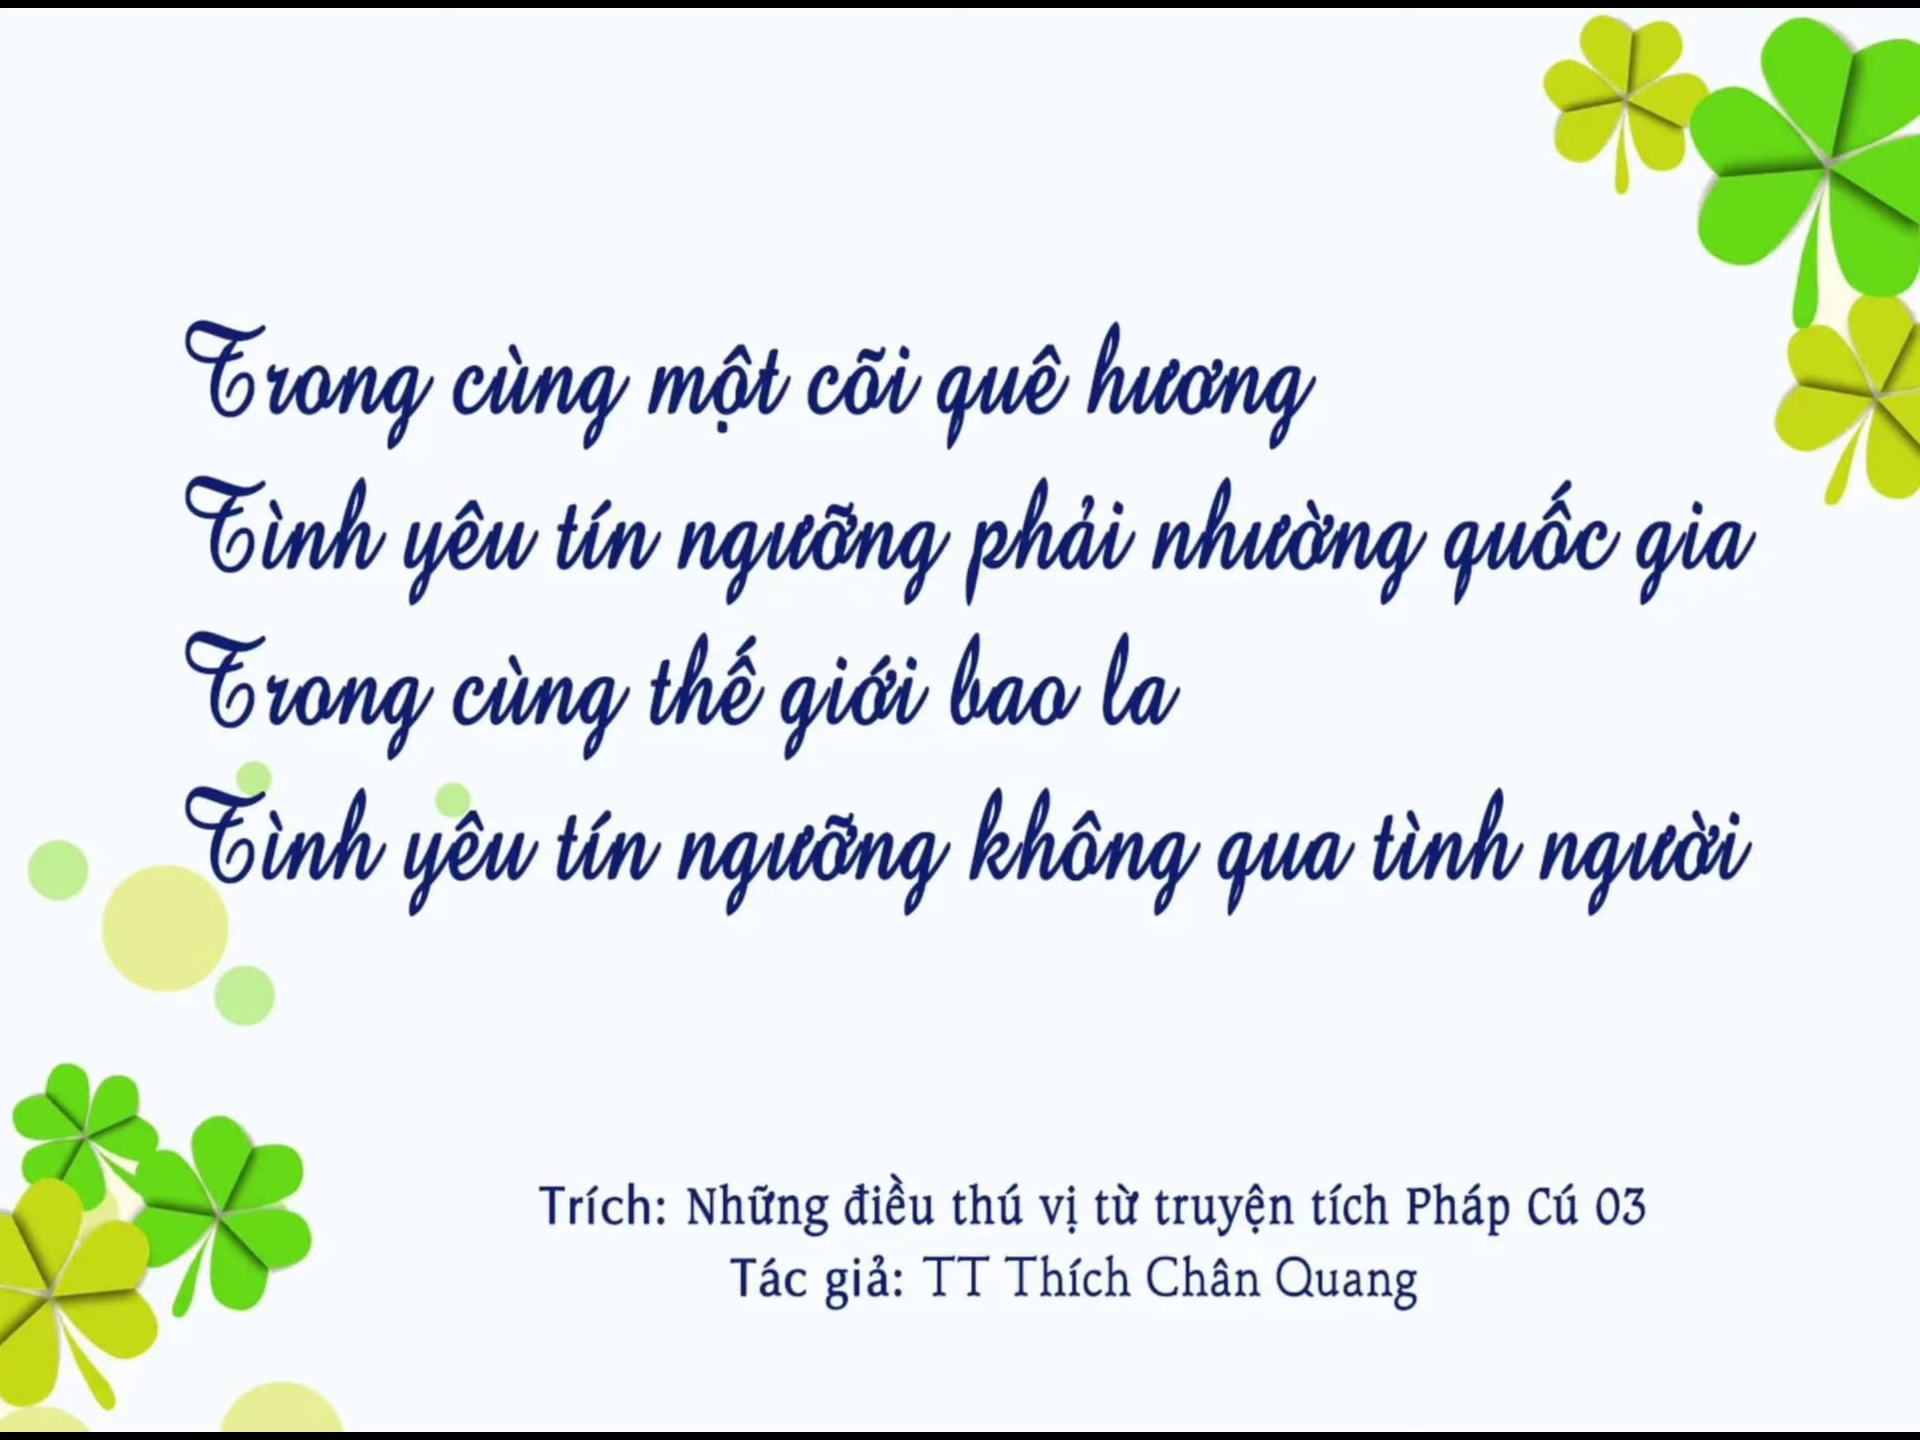 Trong cùng một cõi quê hương
Tình yêu tín ngưỡng phải nhường quốc gia
Trong cùng thế giới bao la
Tình yêu tín ngưỡng không qua tình người
Trích: Những điều thú vị từ truyện tích Pháp Cú 03
Tác giả: TT Thích Chân Quang